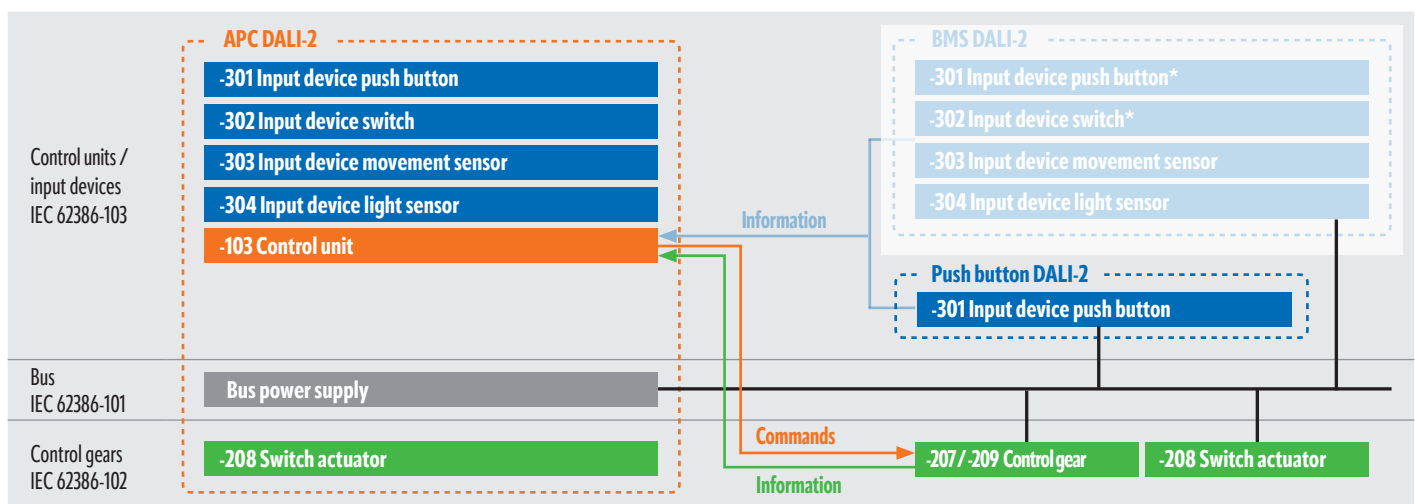 APC DALI-2
-301 Input device push button
-302 Input device switch
-303 Input device movement sensor
-304 Input device light sensor
-103 Control unit
Control units /
input devices
IEC 62386-103
BMS DALI-2
-301 Input device push button*
-302 Input device switch*
-303 Input device movement sensor
-304 Input device light sensor
Information
Push button DALI-2
-301 Input device push button
Bus
IEC 62386-101
Bus power supply
Control gears
IEC 62386-102
-208 Switch actuator
Commands
Information
-207 / -209 Control gear
-208 Switch actuator